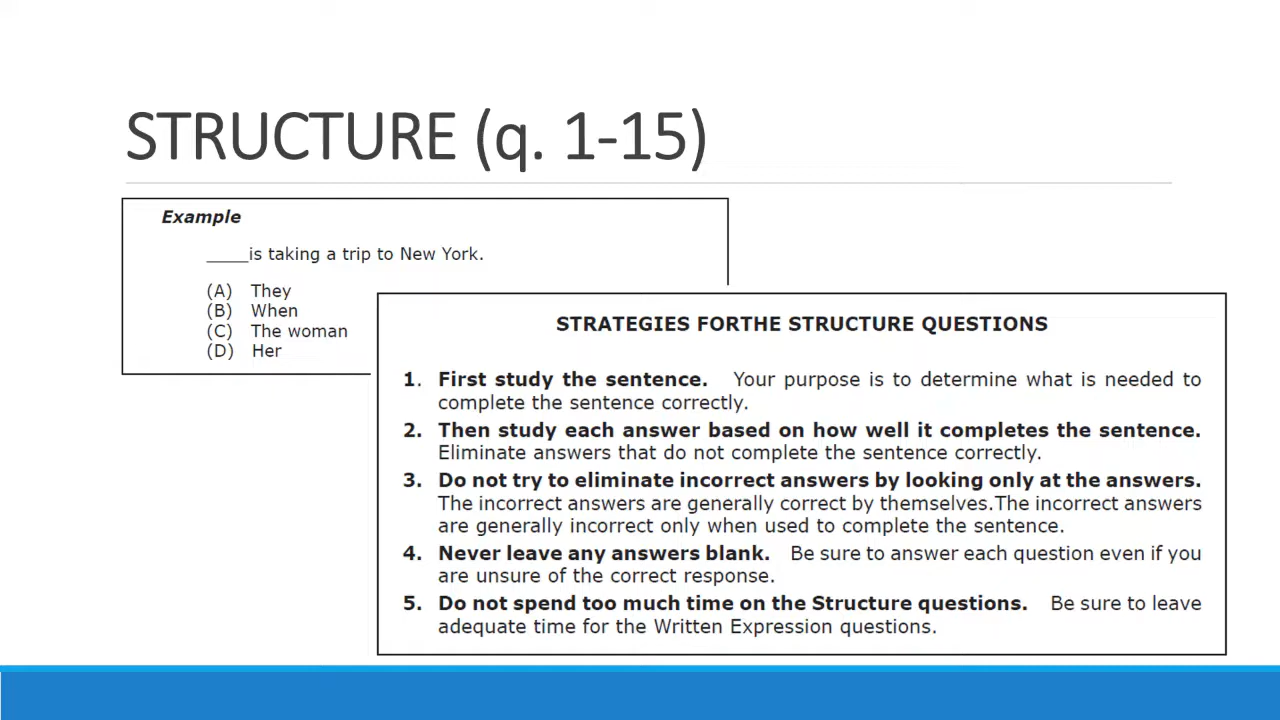 STRUCTURE (q. 1-15)
Example
_____is taking a trip to New York.
(A) They
(B) When
(C) The woman
(D) Her
STRATEGIES FORTHE STRUCTURE QUESTIONS
1. First study the sentence. Your purpose is to determine what is needed to
complete the sentence correctly.
2. Then study each answer based on how well it completes the sentence.
Eliminate answers that do not complete the sentence correctly.
3. Do not try to eliminate incorrect answers by looking only at the answers.
The incorrect answers are generally correct by themselves.The incorrect answers
are generally incorrect only when used to complete the sentence.
4. Never leave any answers blank. Be sure to answer each question even if you
are unsure of the correct response.
5. Do not spend too much time on the Structure questions. Be sure to leave
adequate time for the Written Expression questions.